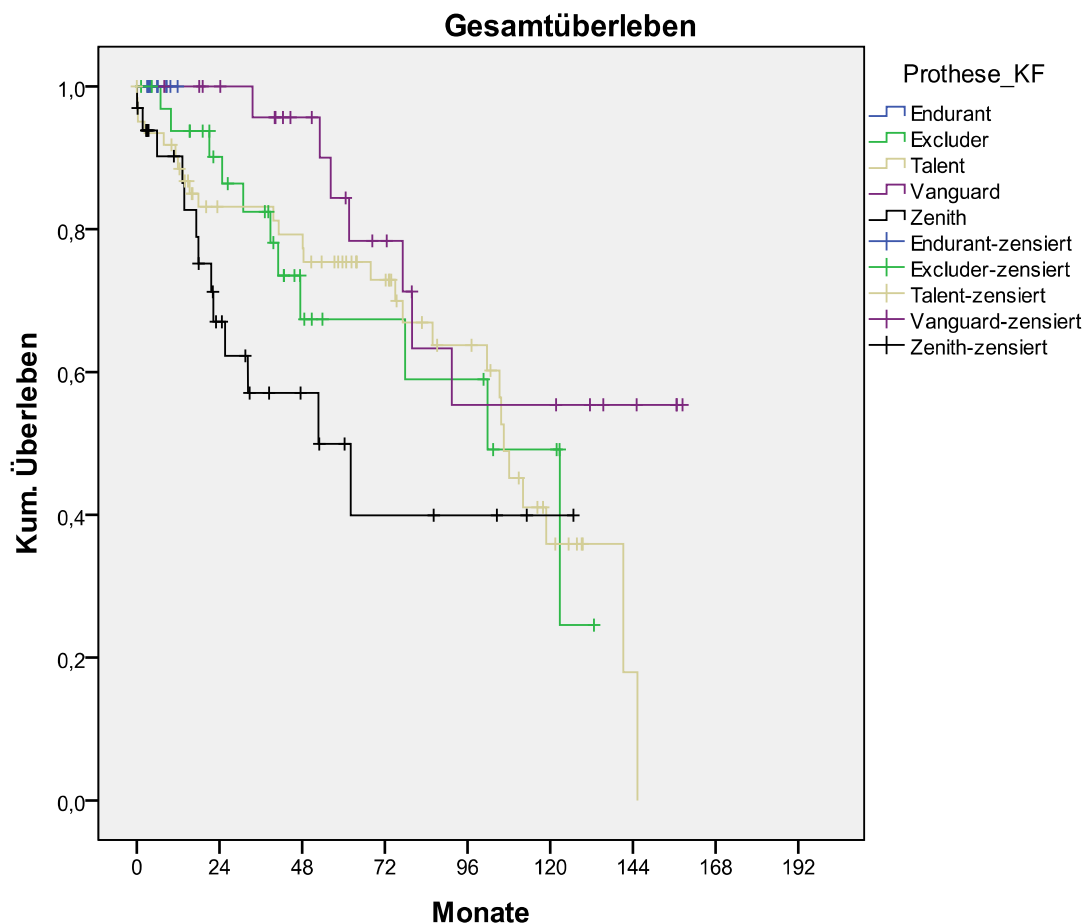 Gesamtüberleben
Kum. Überleben
1,0
0,8
0,6
0,4
0,2
0,0
0 24 48 72 96 120 144 168 192
Monate
Prothese_KF
Endurant
Excluder
Talent
Vanguard
Zenith
Endurant-zensiert
Excluder-zensiert
Talent-zensiert
Vanguard-zensiert
Zenith-zensiert